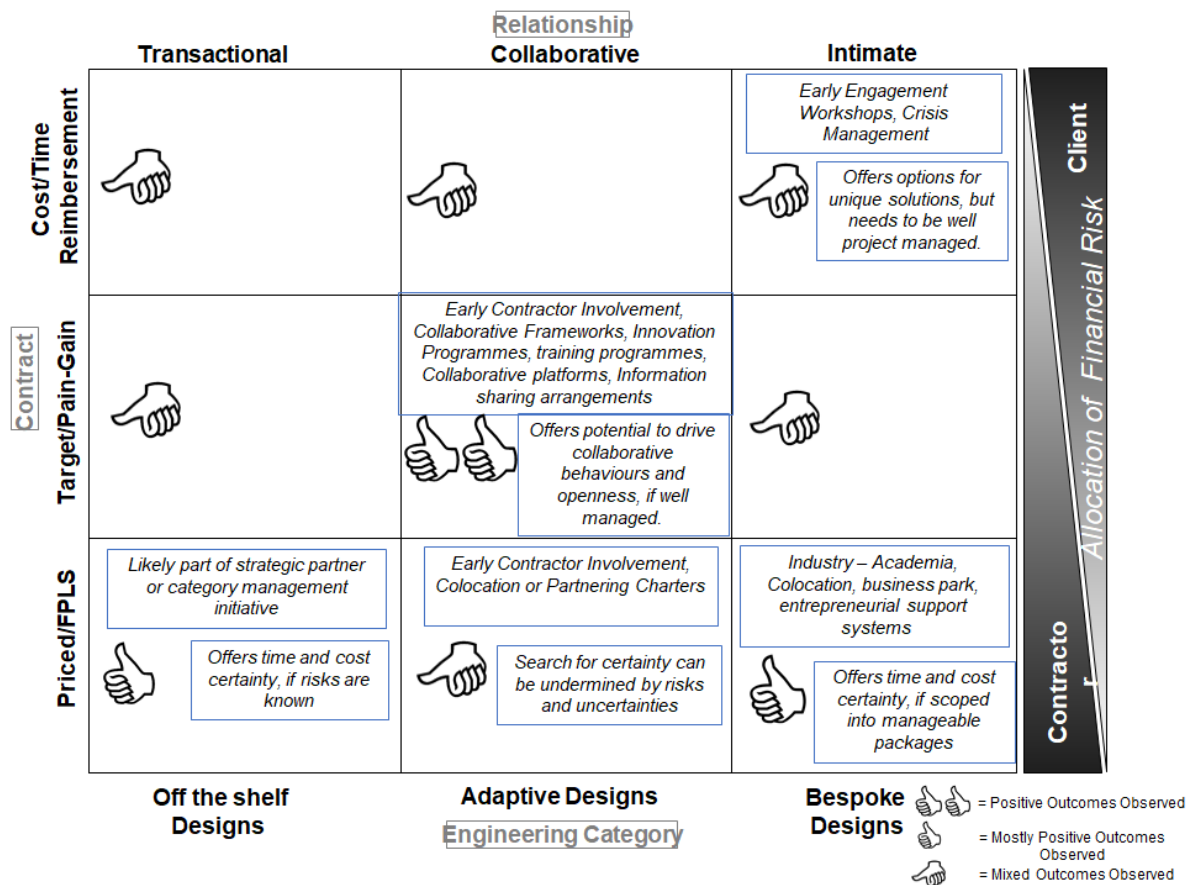 Relationship
Transactional
Collaborative
Intimate
Contract
Cost/Time
Reimbersement
Early Engagement
Workshops, Crisis
Management
Offers options for
unique solutions, but
needs to be well
project managed.
Target/Pain-Gain
Early Contractor Involvement,
Collaborative Frameworks, Innovation
Programmes, training programmes,
Collaborative platforms, Information
sharing arrangements
Offers potential to drive
collaborative
behaviours and
openness, if well
managed.
Priced/FPLS
Likely part of strategic partner
or category management
initiative
Offers time and cost
certainty, if risks are
known
Early Contractor Involvement,
Colocation or Partnering Charters
Search for certainty can
be undermined by risks
and uncertainties
Industry – Academia,
Colocation, business park,
entrepreneurial support
systems
Offers time and cost
certainty, if scoped
into manageable
packages
Client
Allocation of Financial Risk
Contracto
r
Off the shelf
Designs
Adaptive Designs
Bespoke
Designs
Engineering Category
= Positive Outcomes Observed
= Mostly Positive Outcomes
Observed
= Mixed Outcomes Observed